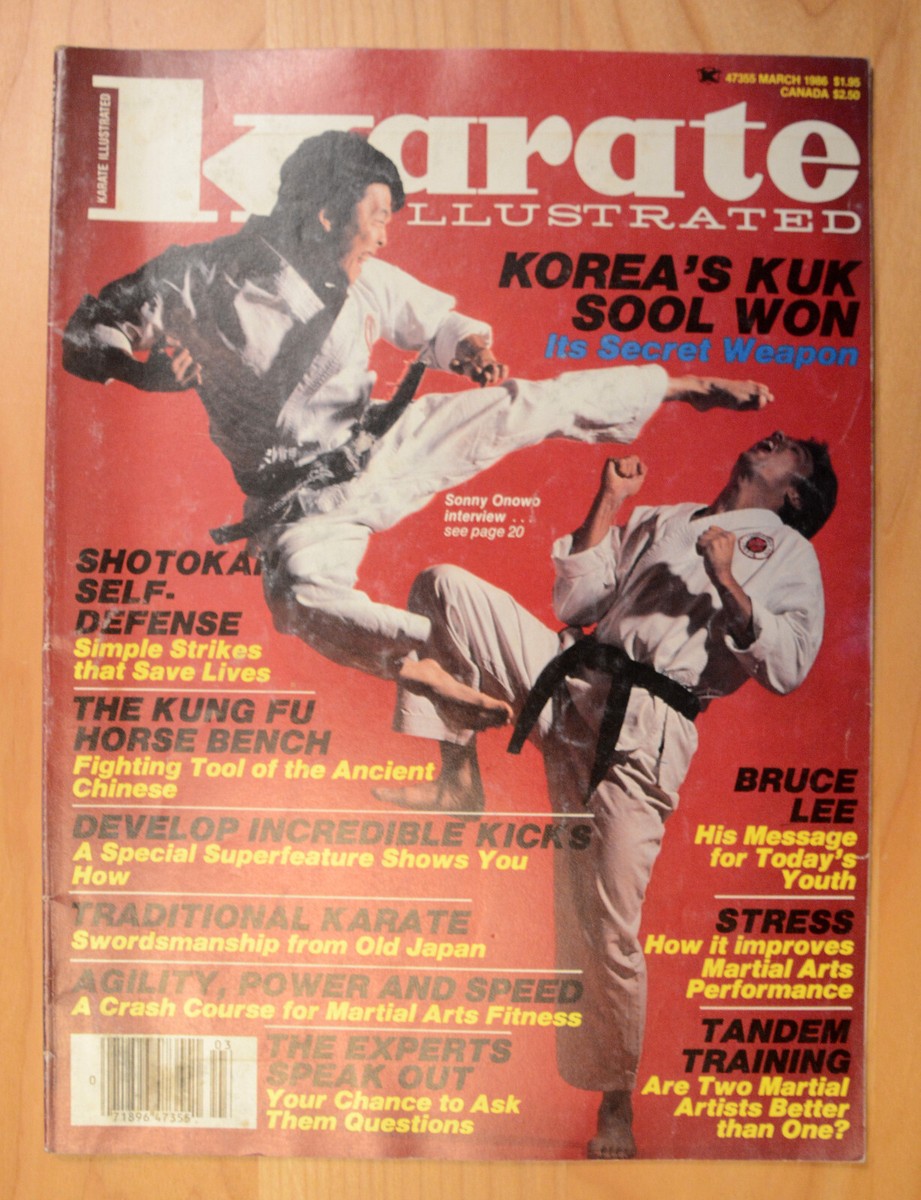 47355 MARCH 1986 $1.95
CANADA $2.50
KARATE ILLUSTRATED
karate
ILLUSTRATED
KOREA'S KUK
SOOL WON
Its Secret Weapon
Sonny Onowo
interview . . .
see page 20
SHOTOKAN
SELF-
DEFENSE
Simple Strikes
that Save Lives
THE KUNG FU
HORSE BENCH
Fighting Tool of the Ancient
Chinese
DEVELOP INCREDIBLE KICKS
A Special Superfeature Shows You
How
TRADITIONAL KARATE
Swordsmanship from Old Japan
AGILITY, POWER AND SPEED
A Crash Course for Martial Arts Fitness
THE EXPERTS
SPEAK OUT
Your Chance to Ask
Them Questions
BRUCE
LEE
His Message
for Today's
Youth
STRESS
How it improves
Martial Arts
Performance
TANDEM
TRAINING
Are Two Martial
Artists Better
than One?
03
0
71896 47355